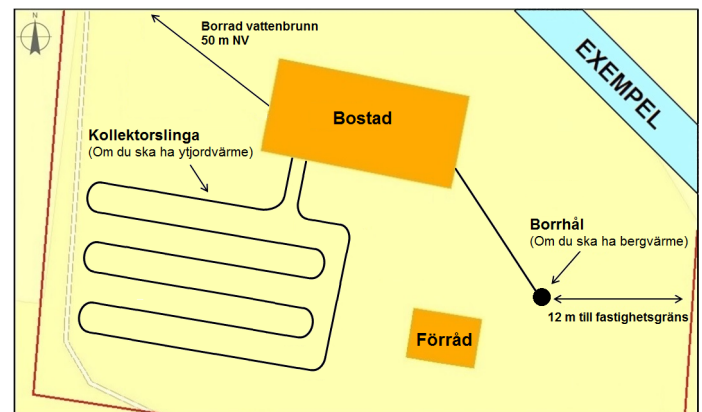 N
Borrad vattenbrunn
50 m NV
EXEMPEL
Bostad
Kollektorslinga
(Om du ska ha ytjordvärme)
Borrhål
(Om du ska ha bergvärme)
12 m till fastighetsgräns
Förråd